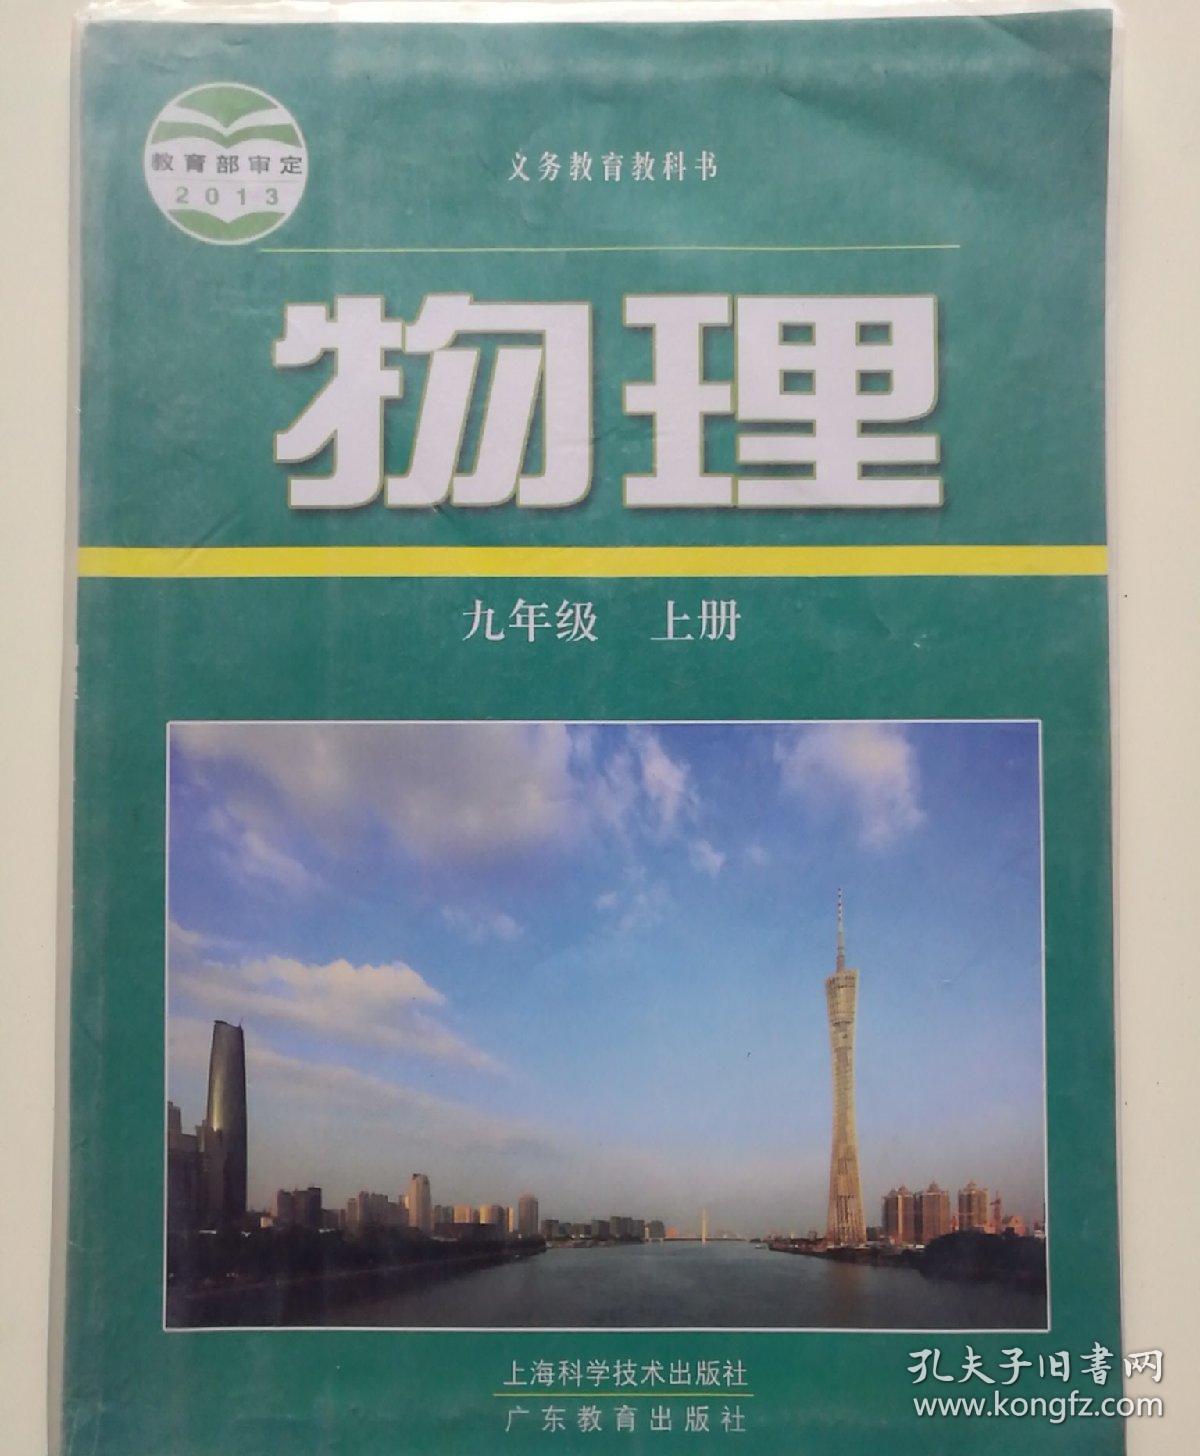 教育部审定
2013
义务教育教科书
物理
九年级 上册
上海科学技术出版社
广东教育出版社
孔夫子旧书网
www.kongfz.com